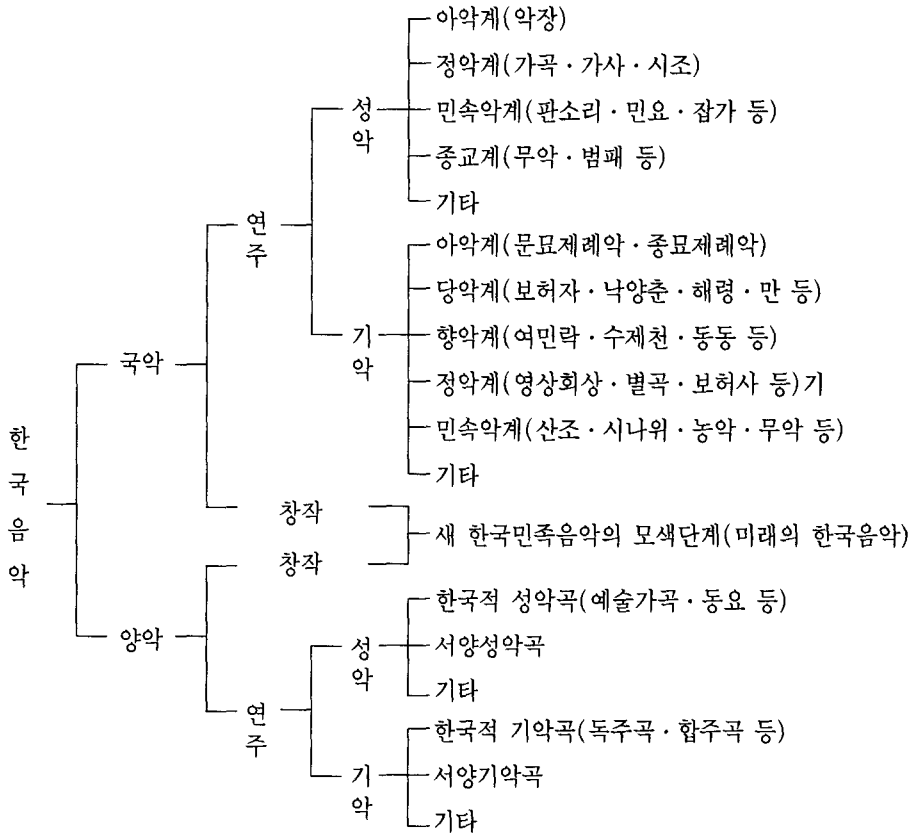 한국음악
국악
연주
성악
아악계(악장)
정악계(가곡·가사·시조)
민속악계(판소리·민요·잡가 등)
종교계(무악·범패 등)
기타
기악
아악계(문묘제례악·종묘제례악)
당악계(보허자·낙양춘·해령·만 등)
향악계(여민락·수제천·동동 등)
정악계(영상회상·별곡·보허사 등)기
민속악계(산조·시나위·농악·무악 등)
기타
창작
새 한국민족음악의 모색단계(미래의 한국음악)
양악
창작
연주
성악
한국적 성악곡(예술가곡·동요 등)
서양성악곡
기타
기악
한국적 기악곡(독주곡·합주곡 등)
서양기악곡
기타